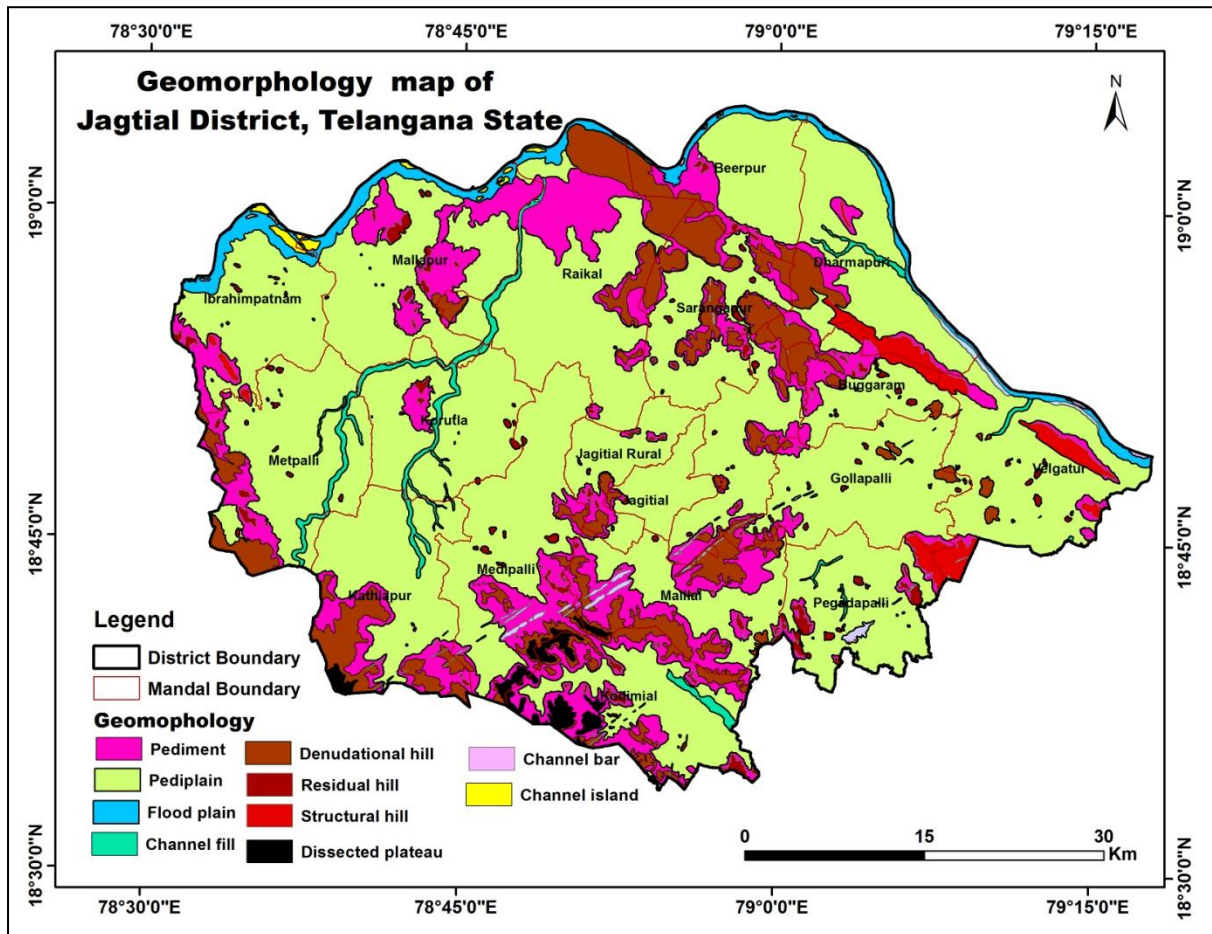 78°30'0"E 78°45'0"E 79°0'0"E 79°15'0"E
Geomorphology map of
Jagtial District, Telangana State
N
19°0'0"N
19°0'0"N
Beerpur
Mallapur
Dharmapuri
Raikal
Ibrahimpatnam
Sarangapur
Buggaram
Korutla
Jagitial Rural
Metpalli
Velgatur
Gollapalli
Jagitial
18°45'0"N
18°45'0"N
Medipalli
Mallial
Kathlapur
Pegadapalli
Kodimial
Legend
District Boundary
Mandal Boundary
Geomophology
Pediment
Pediplain
Flood plain
Channel fill
Denudational hill
Residual hill
Structural hill
Dissected plateau
Channel bar
Channel island
0 15 30
Km
18°30'0"N
18°30'0"N
78°30'0"E 78°45'0"E 79°0'0"E 79°15'0"E